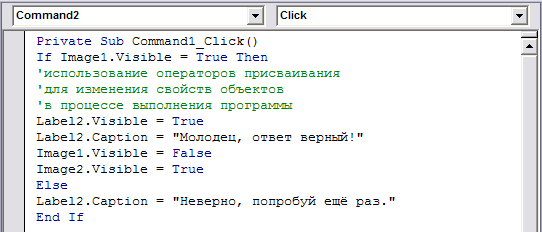 Command2 Click
Private Sub Command1_Click()
If Image1.Visible = True Then
'использование операторов присваивания
'для изменения свойств объектов
'в процессе выполнения программы
Label2.Visible = True
Label2.Caption = "Молодец, ответ верный!"
Image1.Visible = False
Image2.Visible = True
Else
Label2.Caption = "Неверно, попробуй ещё раз."
End If